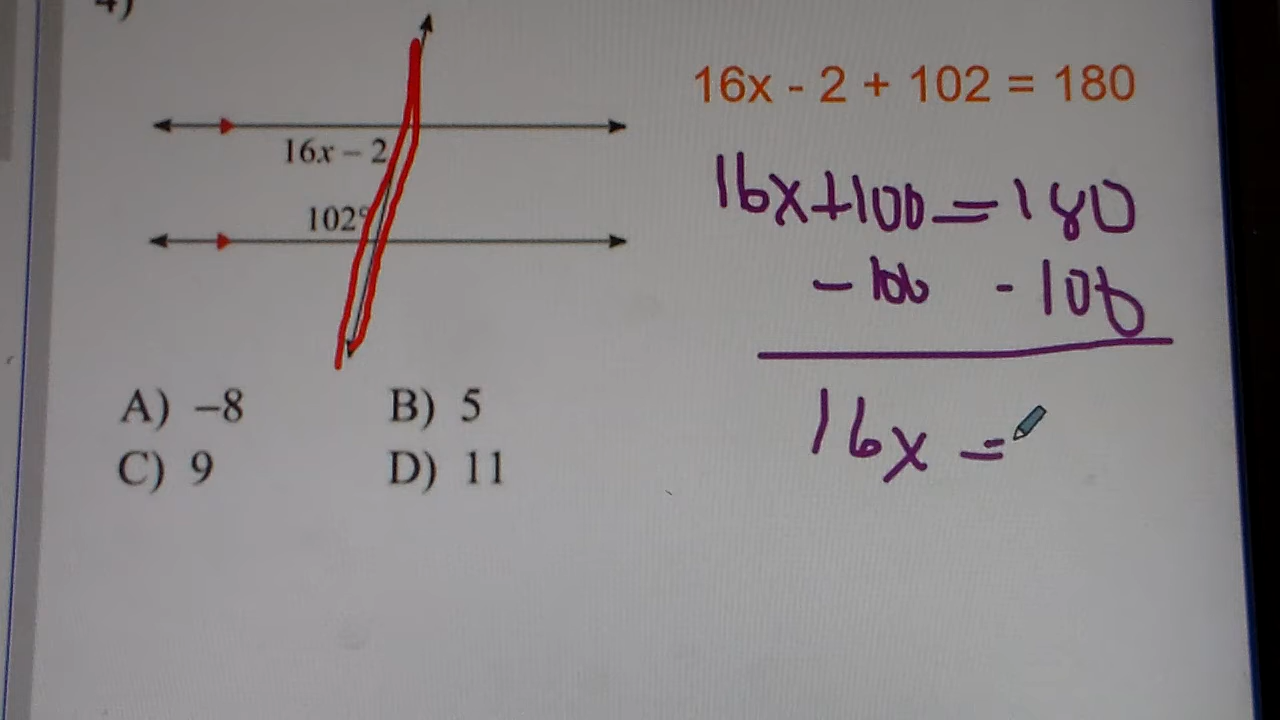 4)
16x – 2
102°
A) –8
B) 5
C) 9
D) 11
16x - 2 + 102 = 180
16x+100=180
-100 -100
16x =